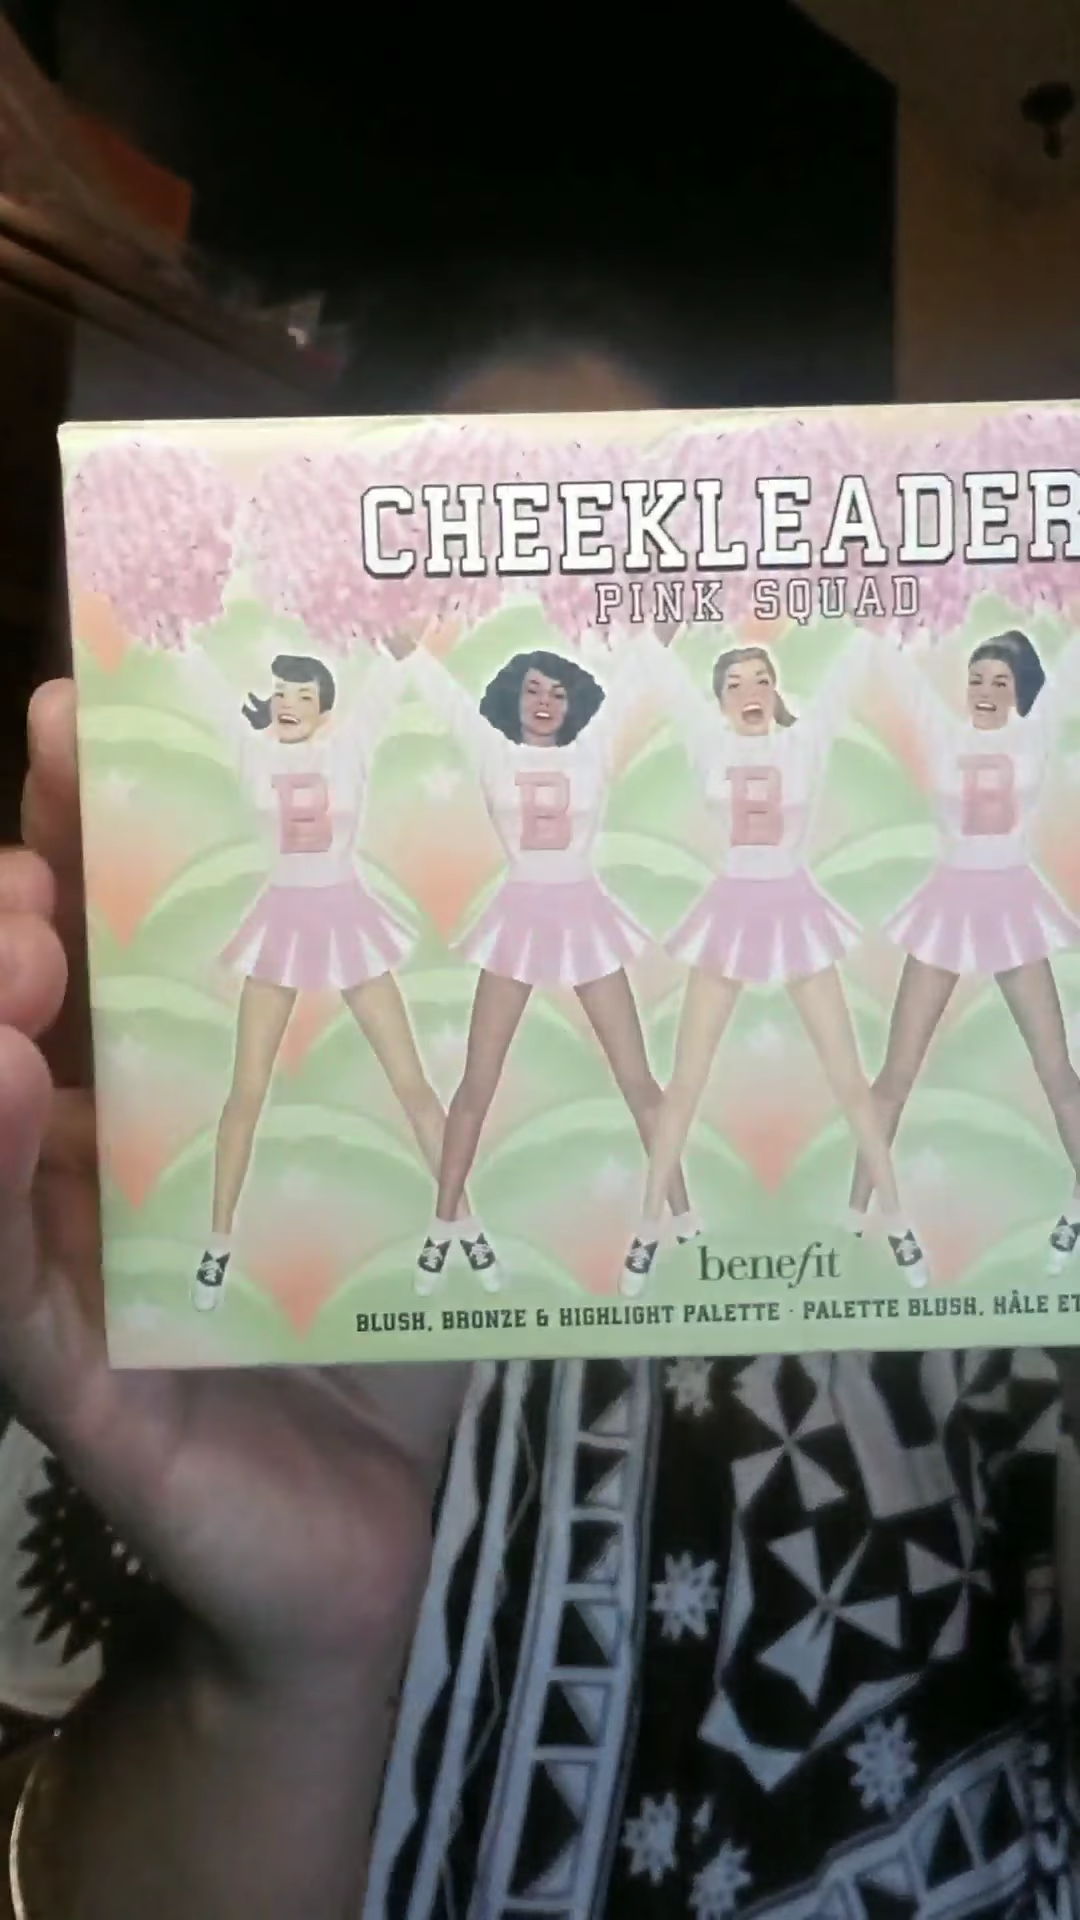 CHEEKLEADER
PINK SQUAD
B B B B
benefit
BLUSH, BRONZE & HIGHLIGHT PALETTE · PALETTE BLUSH, HÂLE ET